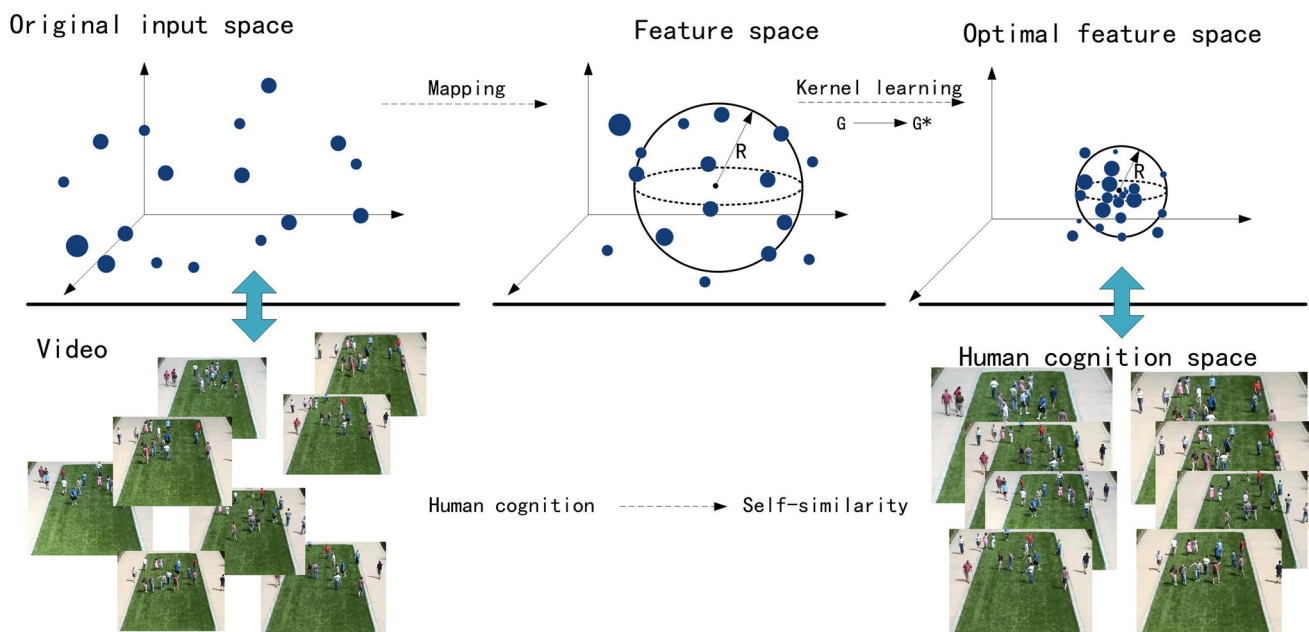 Original input space
Feature space
Optimal feature space
Mapping
Kernel learning
G G*
R
R
Video
Human cognition space
Human cognition
Self-similarity